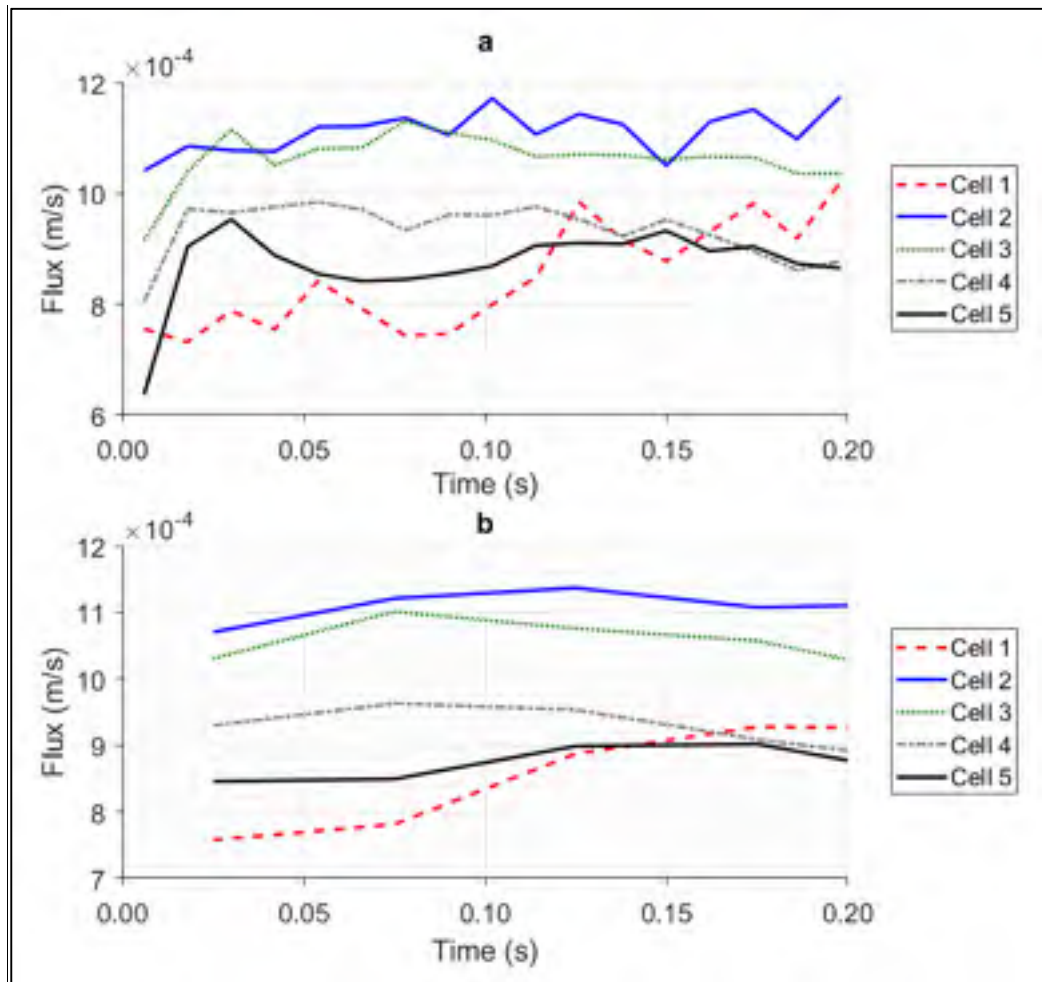 a
×10⁻⁴
12
10
8
6
Flux (m/s)
0.00
0.05
0.10
0.15
0.20
Time (s)
Cell 1
Cell 2
Cell 3
Cell 4
Cell 5
b
×10⁻⁴
12
11
10
9
8
7
Flux (m/s)
0.00
0.05
0.10
0.15
0.20
Time (s)
Cell 1
Cell 2
Cell 3
Cell 4
Cell 5